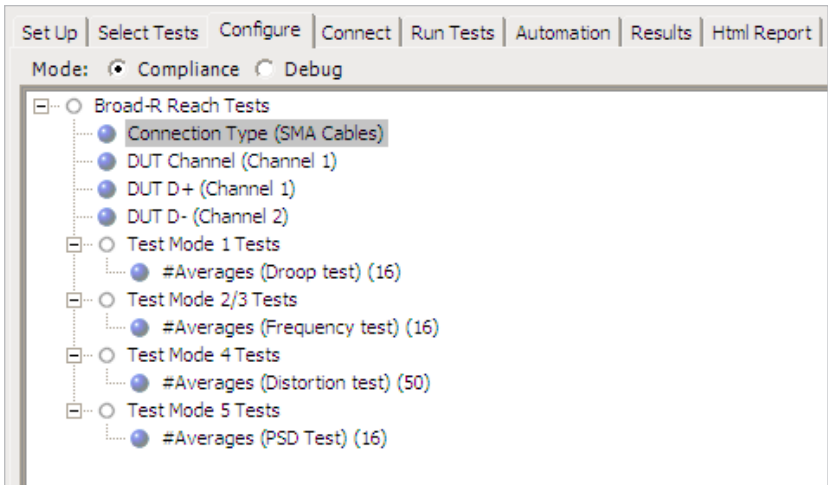 Set Up Select Tests Configure Connect Run Tests Automation Results Html Report
Mode: Compliance Debug
Broad-R Reach Tests
Connection Type (SMA Cables)
DUT Channel (Channel 1)
DUT D+ (Channel 1)
DUT D- (Channel 2)
Test Mode 1 Tests
#Averages (Droop test) (16)
Test Mode 2/3 Tests
#Averages (Frequency test) (16)
Test Mode 4 Tests
#Averages (Distortion test) (50)
Test Mode 5 Tests
#Averages (PSD Test) (16)